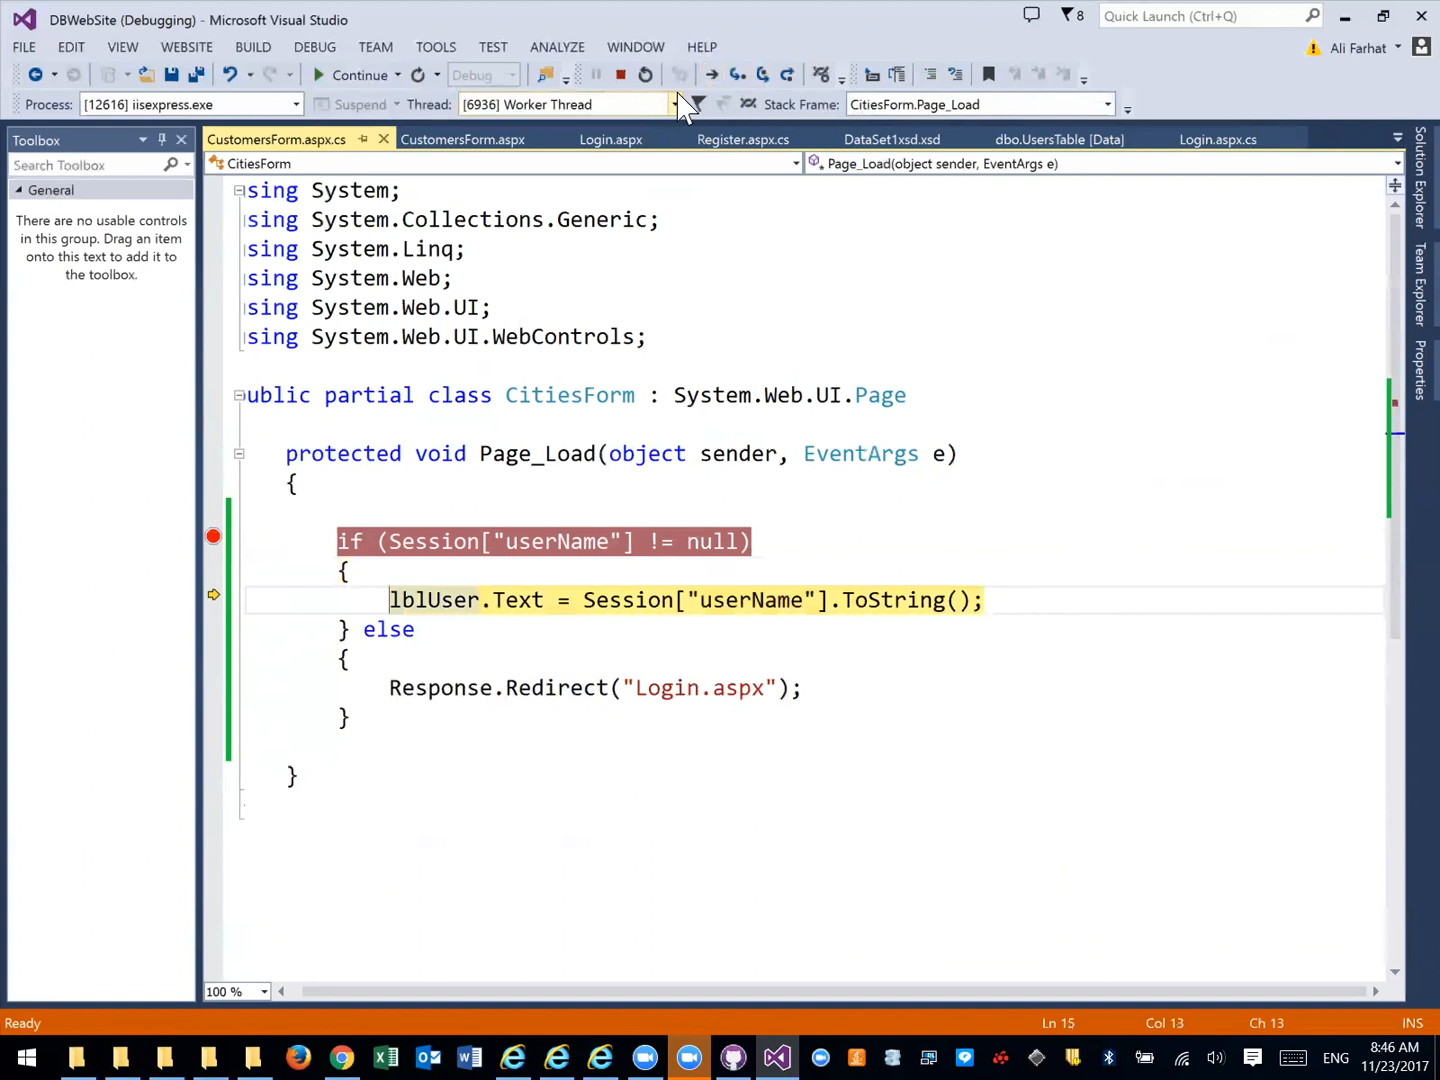 DBWebSite (Debugging) - Microsoft Visual Studio
8
Quick Launch (Ctrl+Q)
FILE EDIT VIEW WEBSITE BUILD DEBUG TEAM TOOLS TEST ANALYZE WINDOW HELP
Ali Farhat
Continue
Debug
Process: [12616] iisexpress.exe
Suspend
Thread: [6936] Worker Thread
Stack Frame: CitiesForm.Page_Load
Toolbox
CustomersForm.aspx.cs CustomersForm.aspx Login.aspx Register.aspx.cs DataSet1xsd.xsd dbo.UsersTable [Data] Login.aspx.cs
Search Toolbox
CitiesForm
Page_Load(object sender, EventArgs e)
General
There are no usable controls
in this group. Drag an item
onto this text to add it to
the toolbox.
sing System;
sing System.Collections.Generic;
sing System.Linq;
sing System.Web;
sing System.Web.UI;
sing System.Web.UI.WebControls;
ublic partial class CitiesForm : System.Web.UI.Page
protected void Page_Load(object sender, EventArgs e)
{
if (Session["userName"] != null)
{
lblUser.Text = Session["userName"].ToString();
} else
{
Response.Redirect("Login.aspx");
}
}
Solution Explorer
Team Explorer
Properties
100 %
Ready
Ln 15
Col 13
Ch 13
INS
ENG
8:46 AM
11/23/2017